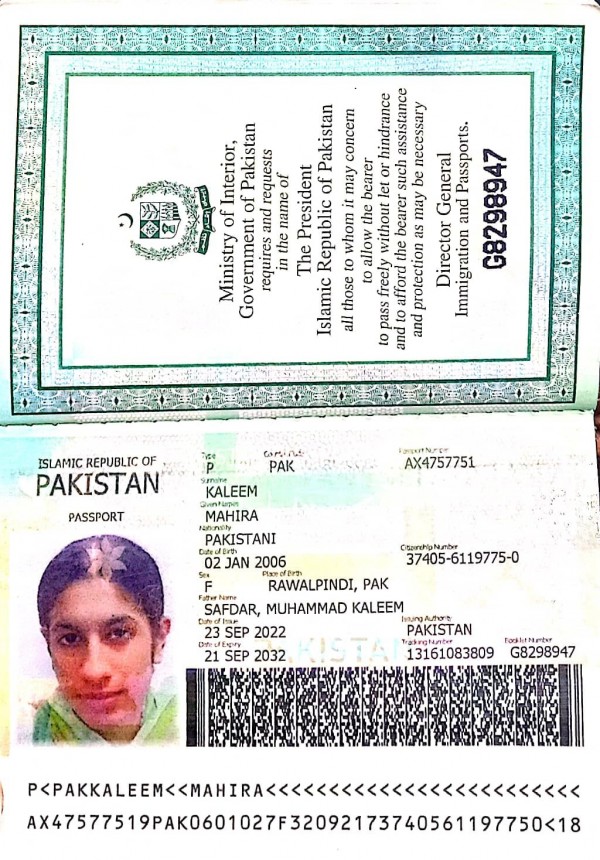 Ministry of Interior,
Government of Pakistan
requires and requests
in the name of
The President
Islamic Republic of Pakistan
all those to whom it may concern
to allow the bearer
to pass freely without let or hindrance
and to afford the bearer such assistance
and protection as may be necessary
Director General
Immigration and Passports.
G8298947
ISLAMIC REPUBLIC OF
PAKISTAN
PASSPORT
Type Country Code Passport Number
P PAK AX4757751
Surname
KALEEM
Given Names
MAHIRA
Nationality
PAKISTANI
Date of Birth Citizenship Number
02 JAN 2006 37405-6119775-0
Sex Place of Birth
F RAWALPINDI, PAK
Father Name
SAFDAR, MUHAMMAD KALEEM
Date of Issue Issuing Authority
23 SEP 2022 PAKISTAN
Date of Expiry Tracking Number Booklet Number
21 SEP 2032 13161083809 G8298947
P<PAKKALEEM<<MAHIRA<<<<<<<<<<<<<<<<<<<<<<<<<
AX47577519PAK0601027F32092173740561197750<18